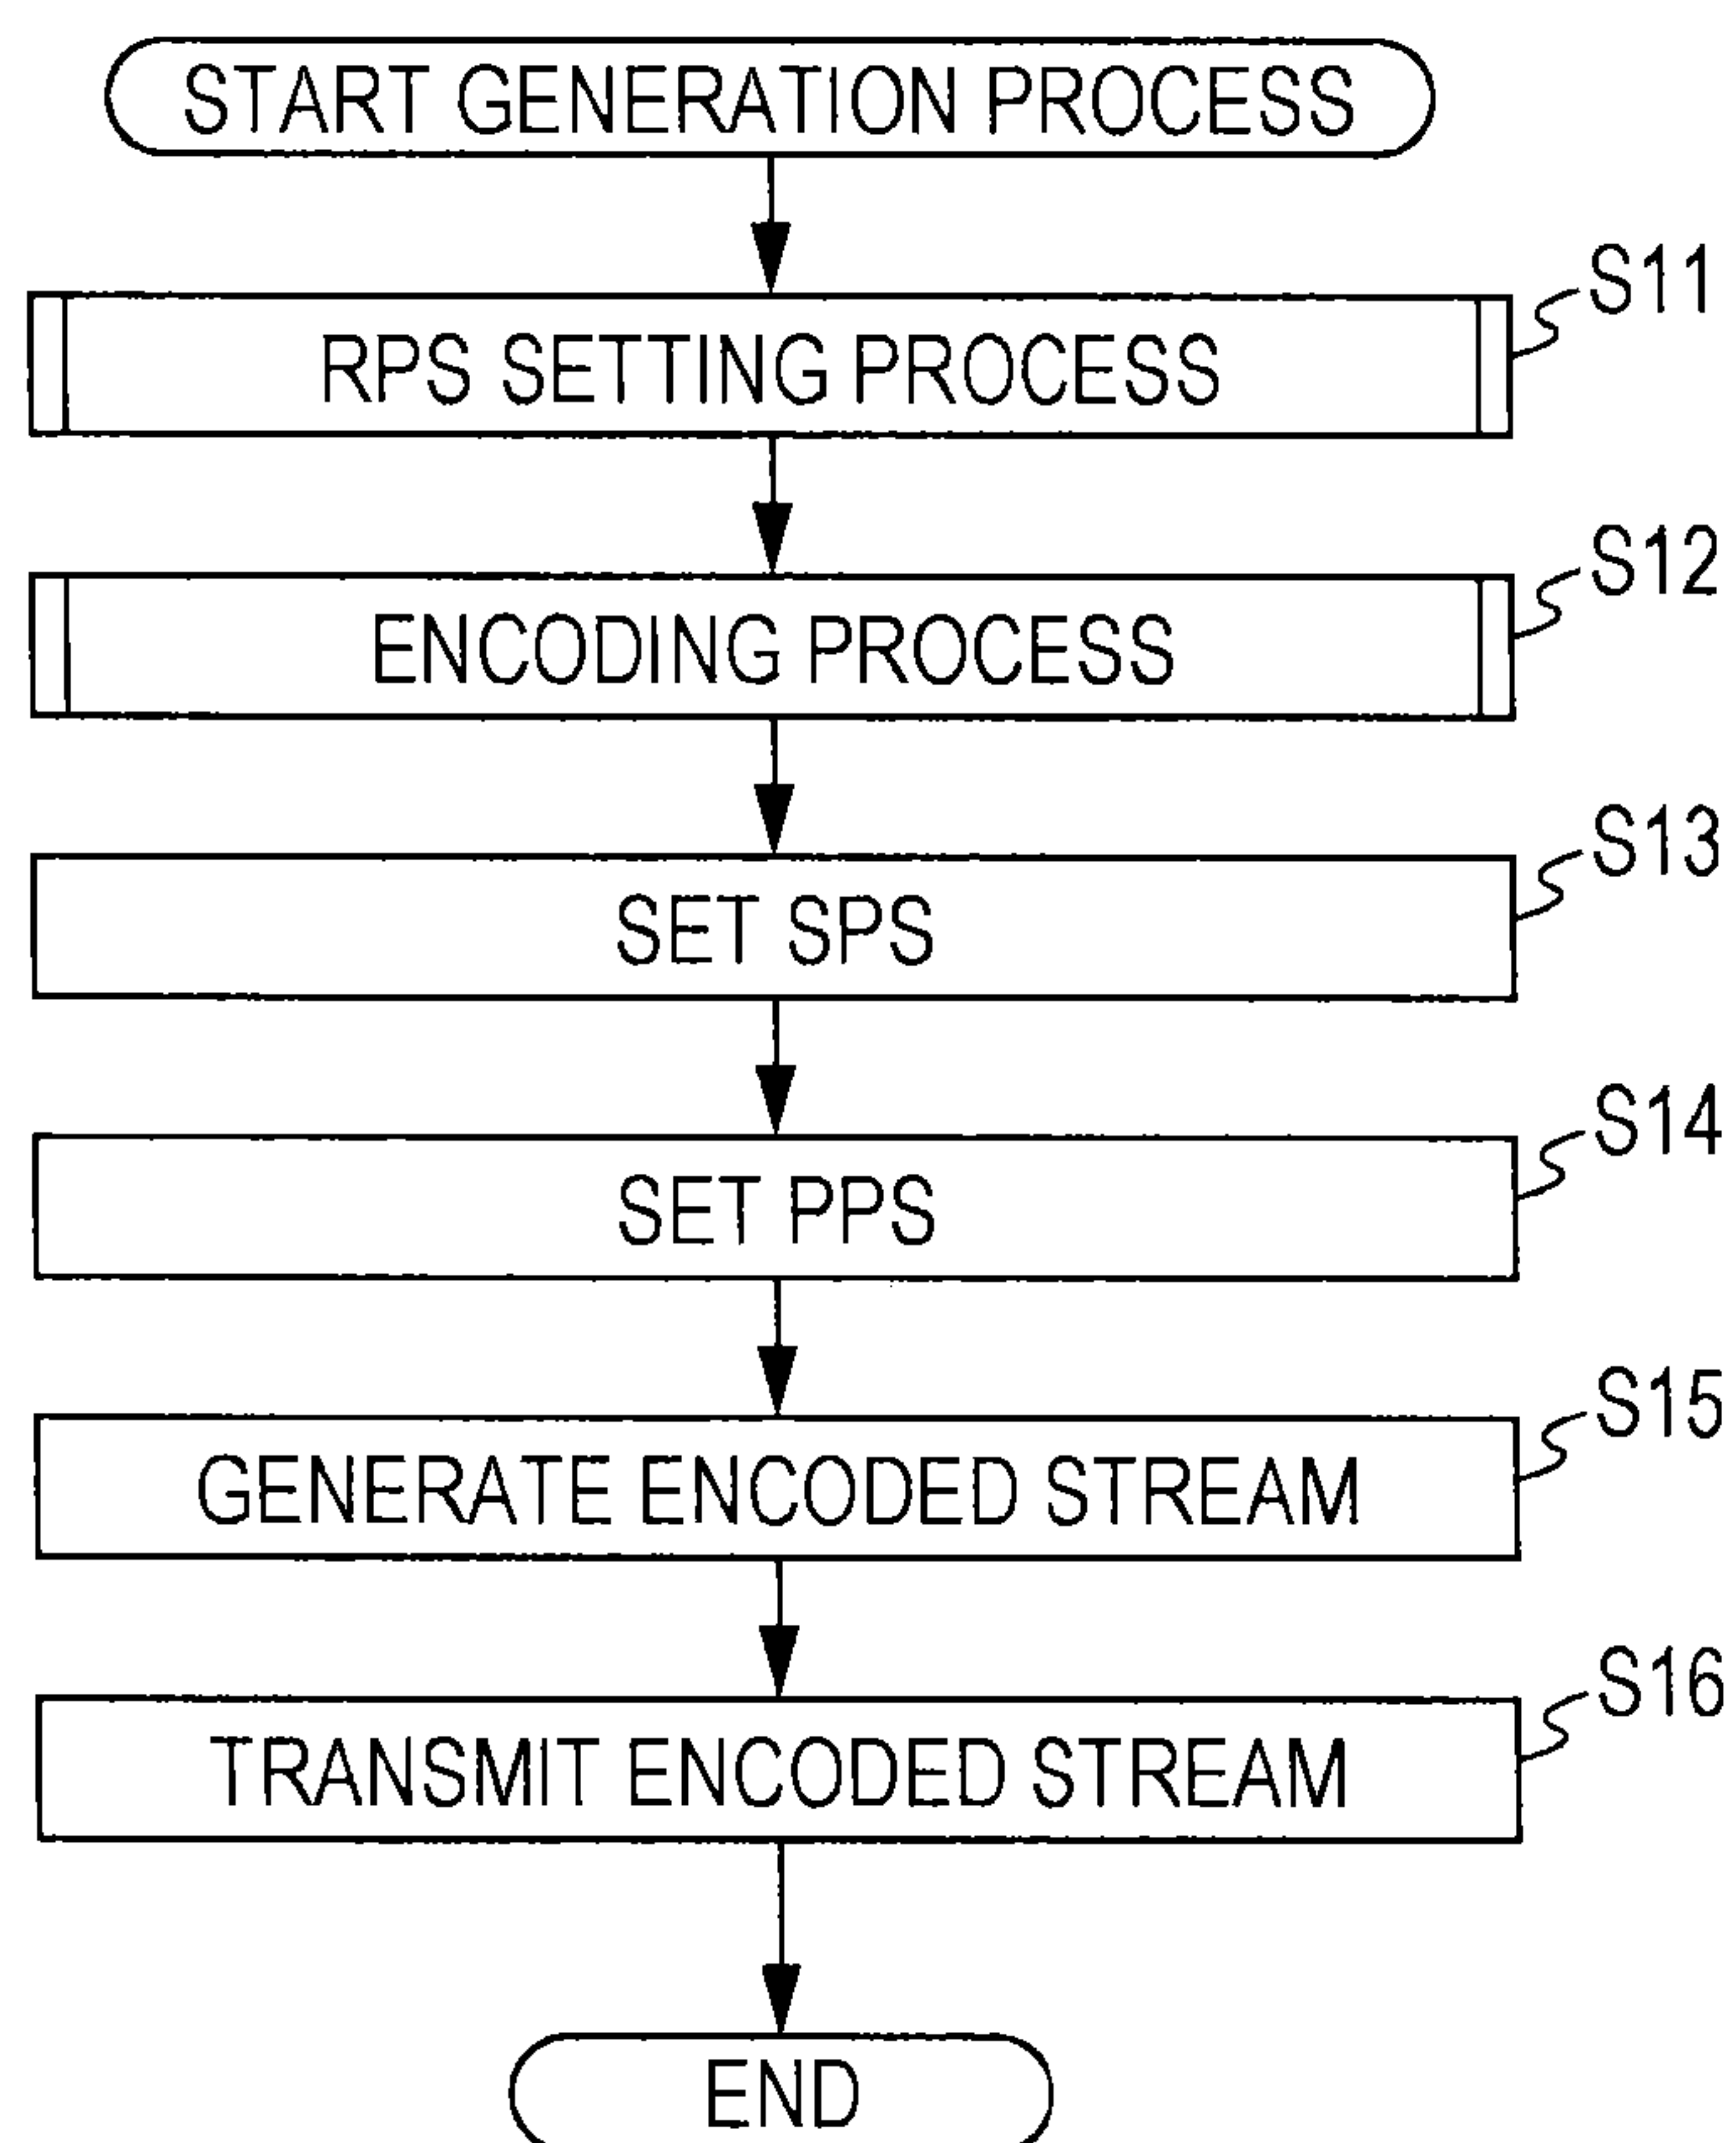 START GENERATION PROCESS
S11
RPS SETTING PROCESS
S12
ENCODING PROCESS
S13
SET SPS
S14
SET PPS
S15
GENERATE ENCODED STREAM
S16
TRANSMIT ENCODED STREAM
END